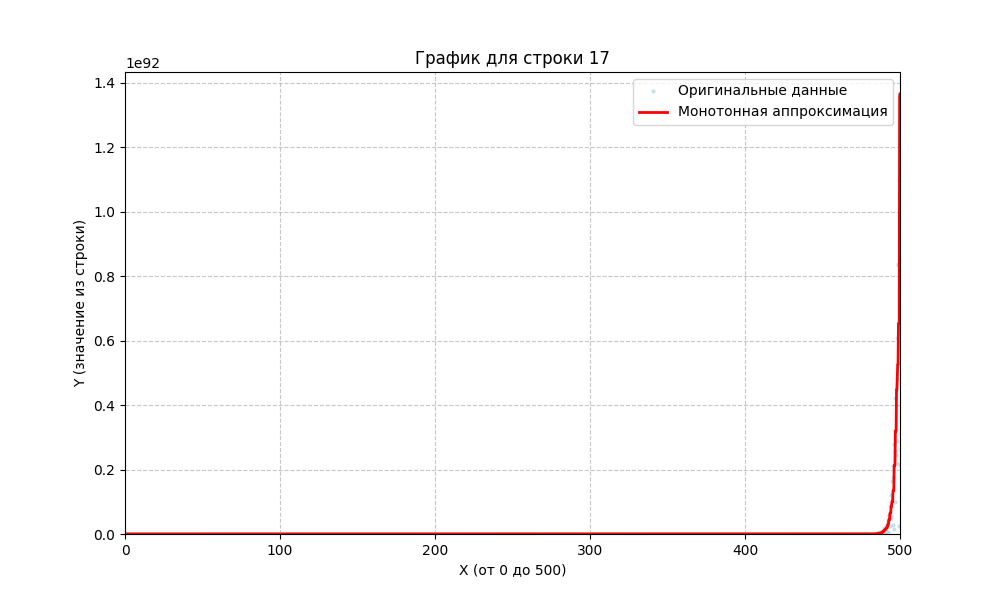 График для строки 17
1e92
Оригинальные данные
Монотонная аппроксимация
1.4
1.2
1.0
0.8
0.6
0.4
0.2
0.0
Y (значение из строки)
0 100 200 300 400 500
X (от 0 до 500)